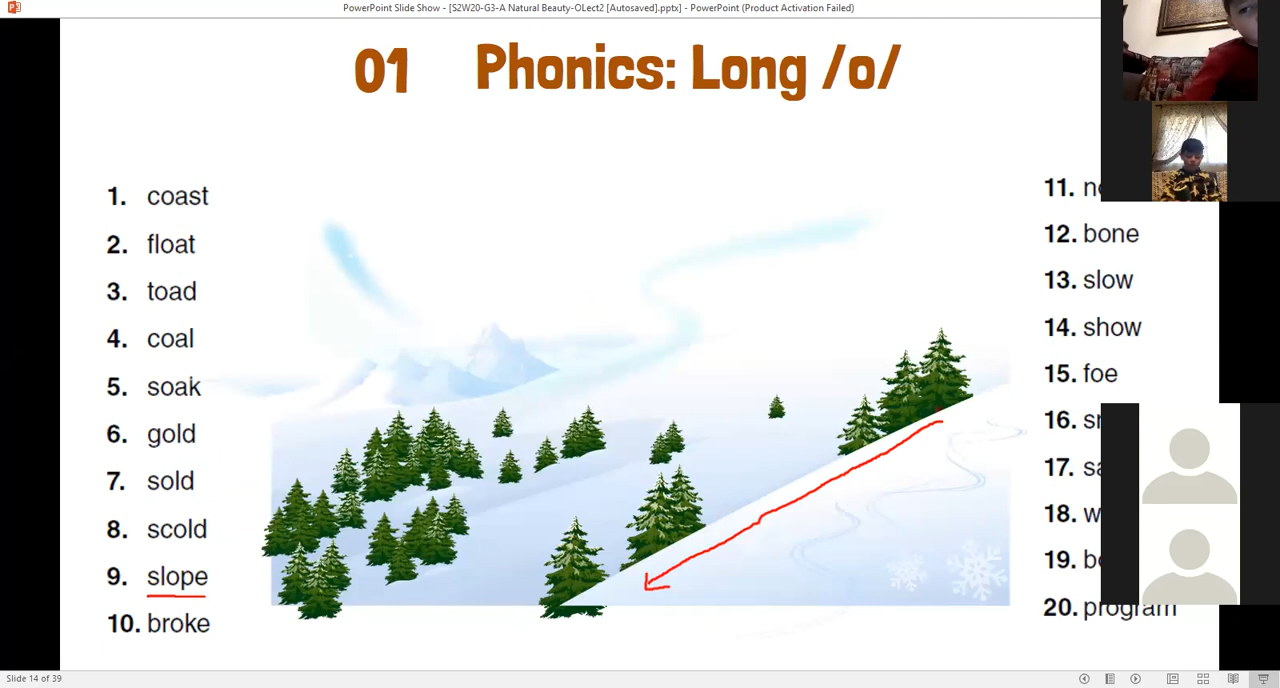 PowerPoint Slide Show - [S2W20-G3-A Natural Beauty-OLect2 [Autosaved].pptx] - PowerPoint (Product Activation Failed)
01 Phonics: Long /o/
1. coast
2. float
3. toad
4. coal
5. soak
6. gold
7. sold
8. scold
9. slope
10. broke
11.
12. bone
13. slow
14. show
15. foe
16.
17.
18.
19.
20. program
Slide 14 of 39